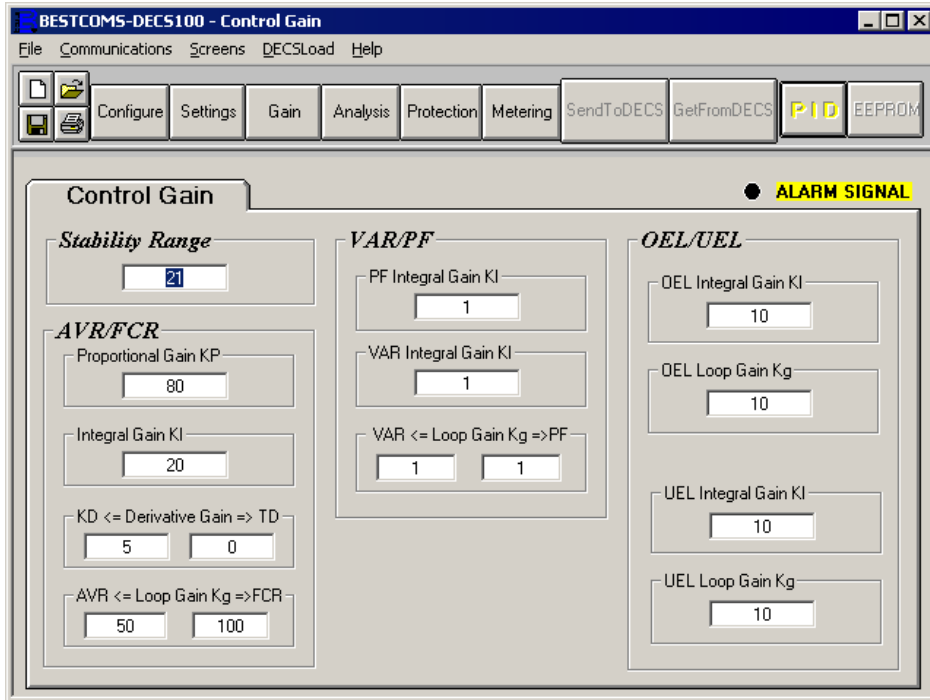 BESTCOMS-DECS100 - Control Gain
File Communications Screens DECSLoad Help
Configure Settings Gain Analysis Protection Metering SendToDECS GetFromDECS PID EEPROM
Control Gain
ALARM SIGNAL
Stability Range
21
AVR/FCR
Proportional Gain KP
80
Integral Gain KI
20
KD <= Derivative Gain => TD
5 0
AVR <= Loop Gain Kg =>FCR
50 100
VAR/PF
PF Integral Gain KI
1
VAR Integral Gain KI
1
VAR <= Loop Gain Kg =>PF
1 1
OEL/UEL
OEL Integral Gain KI
10
OEL Loop Gain Kg
10
UEL Integral Gain KI
10
UEL Loop Gain Kg
10